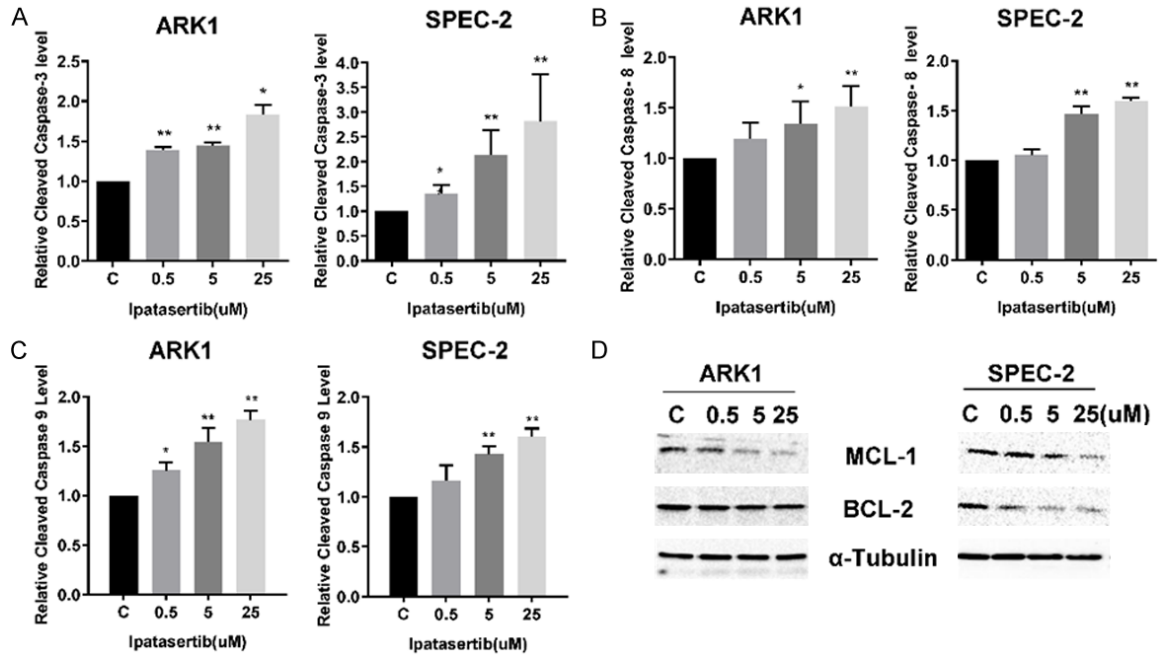 A
ARK1
Relative Cleaved Caspase-3 level
2.5
2.0
1.5
1.0
0.5
0.0
** ** *
C 0.5 5 25
Ipatasertib(uM)
SPEC-2
Relative Cleaved Caspase-3 level
4.0
3.5
3.0
2.5
2.0
1.5
1.0
0.5
0.0
* ** **
C 0.5 5 25
Ipatasertib(uM)
B
ARK1
Relative Cleaved Caspase- 8 level
2.0
1.5
1.0
0.5
0.0
* **
C 0.5 5 25
Ipatasertib(uM)
SPEC-2
Relative Cleaved Caspase- 8 level
2.0
1.5
1.0
0.5
0.0
** **
C 0.5 5 25
Ipatasertib(uM)
C
ARK1
Relative Cleaved Caspase 9 Level
2.0
1.5
1.0
0.5
0.0
* ** **
C 0.5 5 25
Ipatasertib(uM)
SPEC-2
Relative Cleaved Caspase 9 Level
2.0
1.5
1.0
0.5
0.0
** **
C 0.5 5 25
Ipatasertib(uM)
D
ARK1
SPEC-2
C 0.5 5 25
C 0.5 5 25(uM)
MCL-1
BCL-2
α-Tubulin